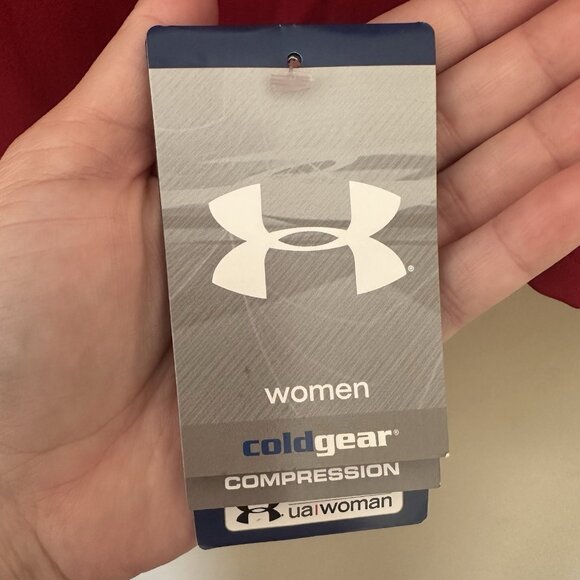 ®
women
coldgear®
COMPRESSION
ua|woman